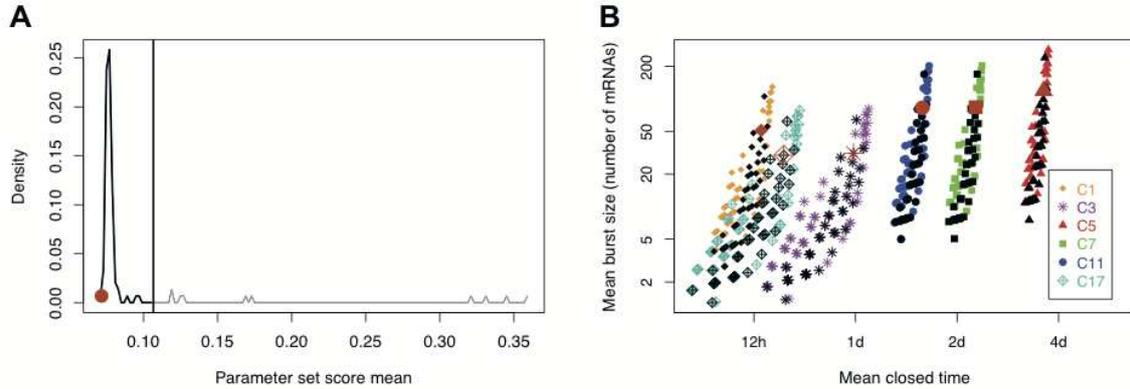 A
Density
0.25
0.20
0.15
0.10
0.05
0.00
0.10
0.15
0.20
0.25
0.30
0.35
Parameter set score mean
B
Mean burst size (number of mRNAs)
200
50
20
5
2
12h
1d
2d
4d
Mean closed time
C1
C3
C5
C7
C11
C17